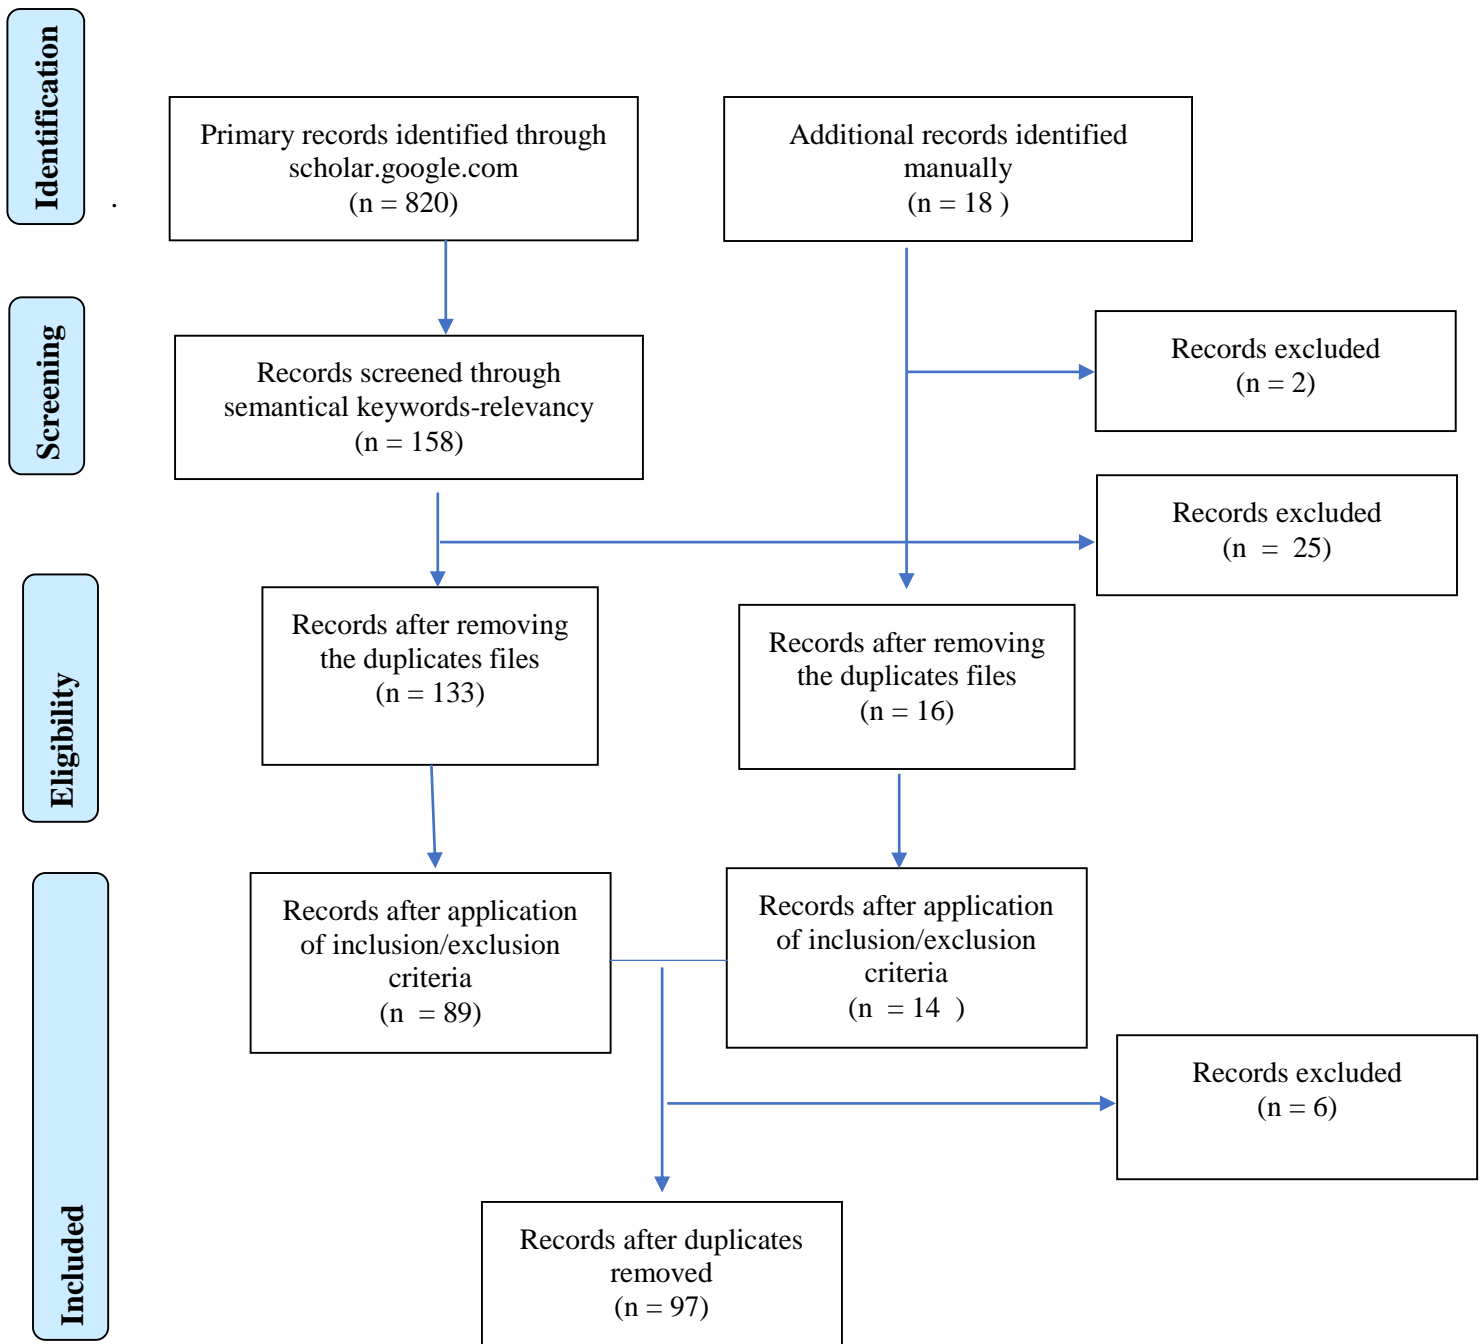 Identification
Primary records identified through
scholar.google.com
(n = 820)
Additional records identified
manually
(n = 18 )
.
Screening
Records screened through
semantical keywords-relevancy
(n = 158)
Records excluded
(n = 2)
Records excluded
(n = 25)
Eligibility
Records after removing
the duplicates files
(n = 133)
Records after removing
the duplicates files
(n = 16)
Included
Records after application
of inclusion/exclusion
criteria
(n = 89)
Records after application
of inclusion/exclusion
criteria
(n = 14 )
Records excluded
(n = 6)
Records after duplicates
removed
(n = 97)